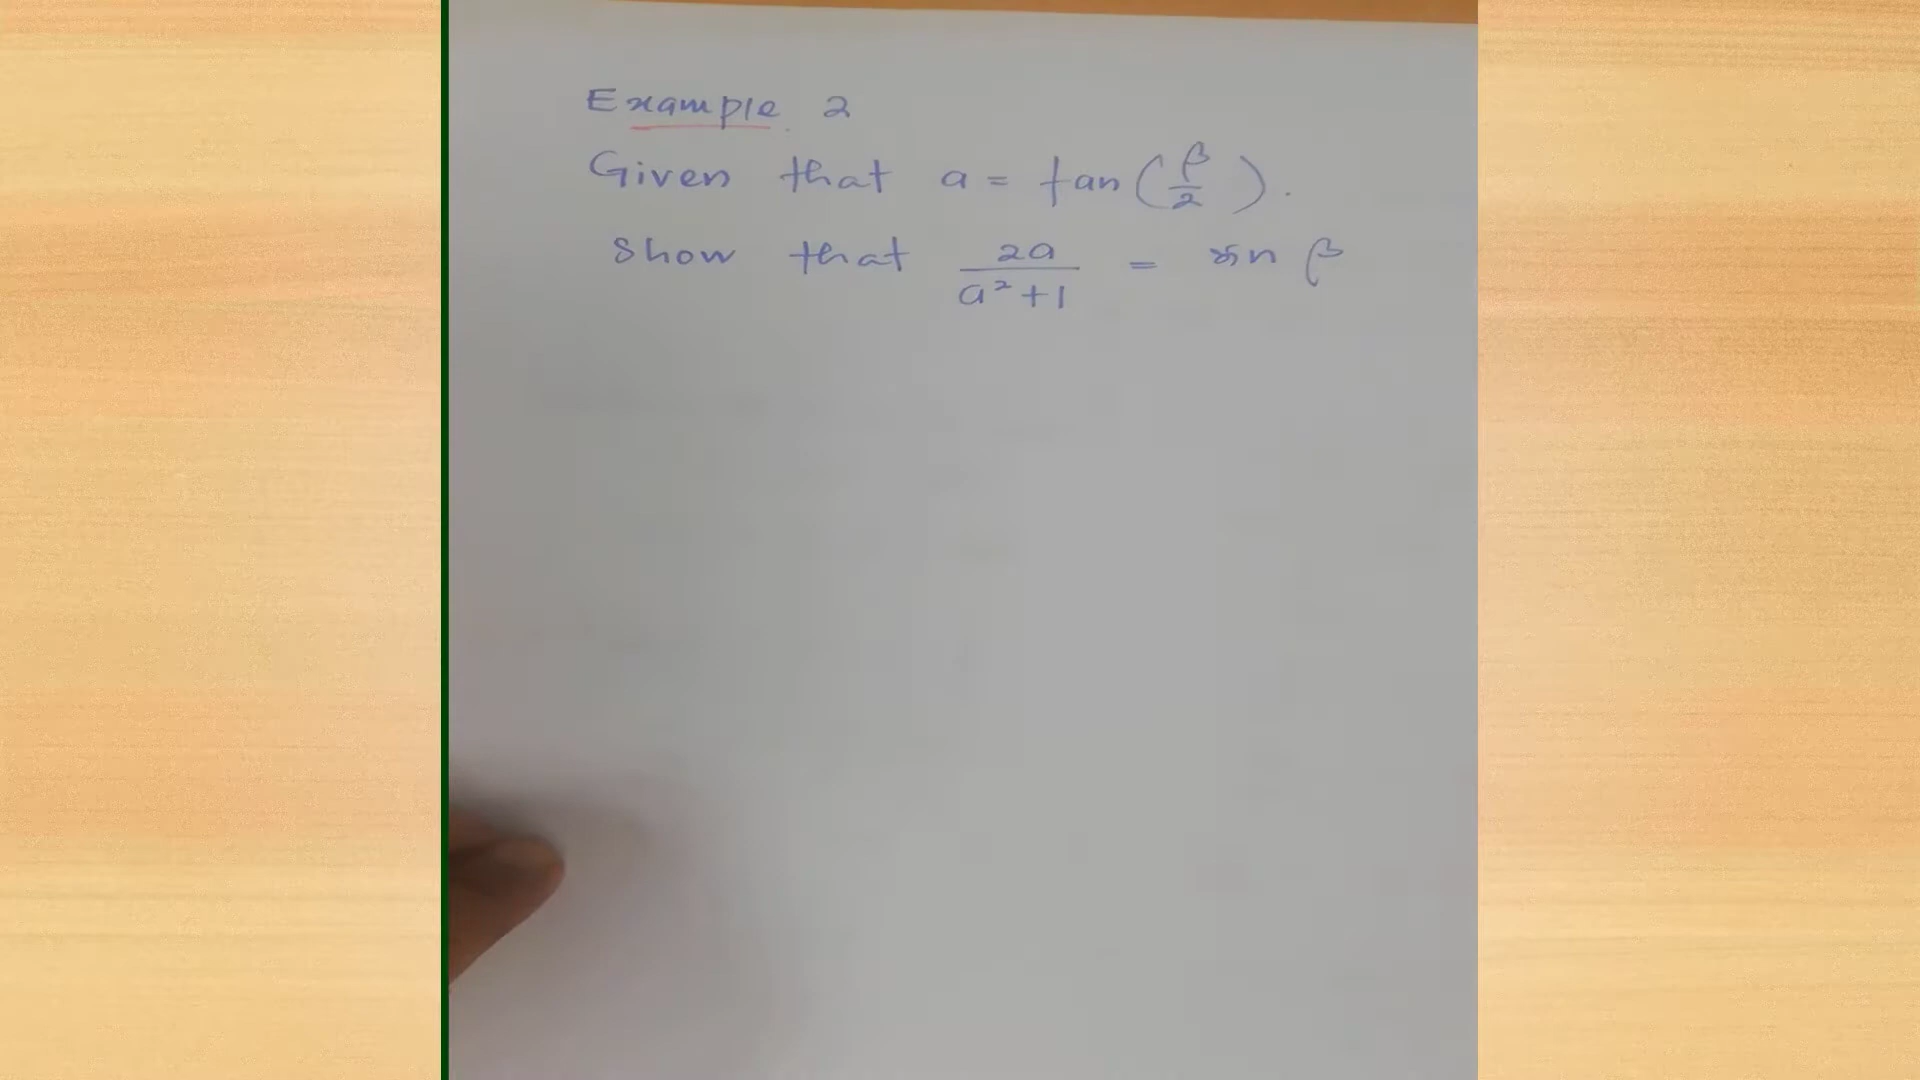 Example 2
Given that a = tan(β/2).
Show that 2a/(a²+1) = sin β